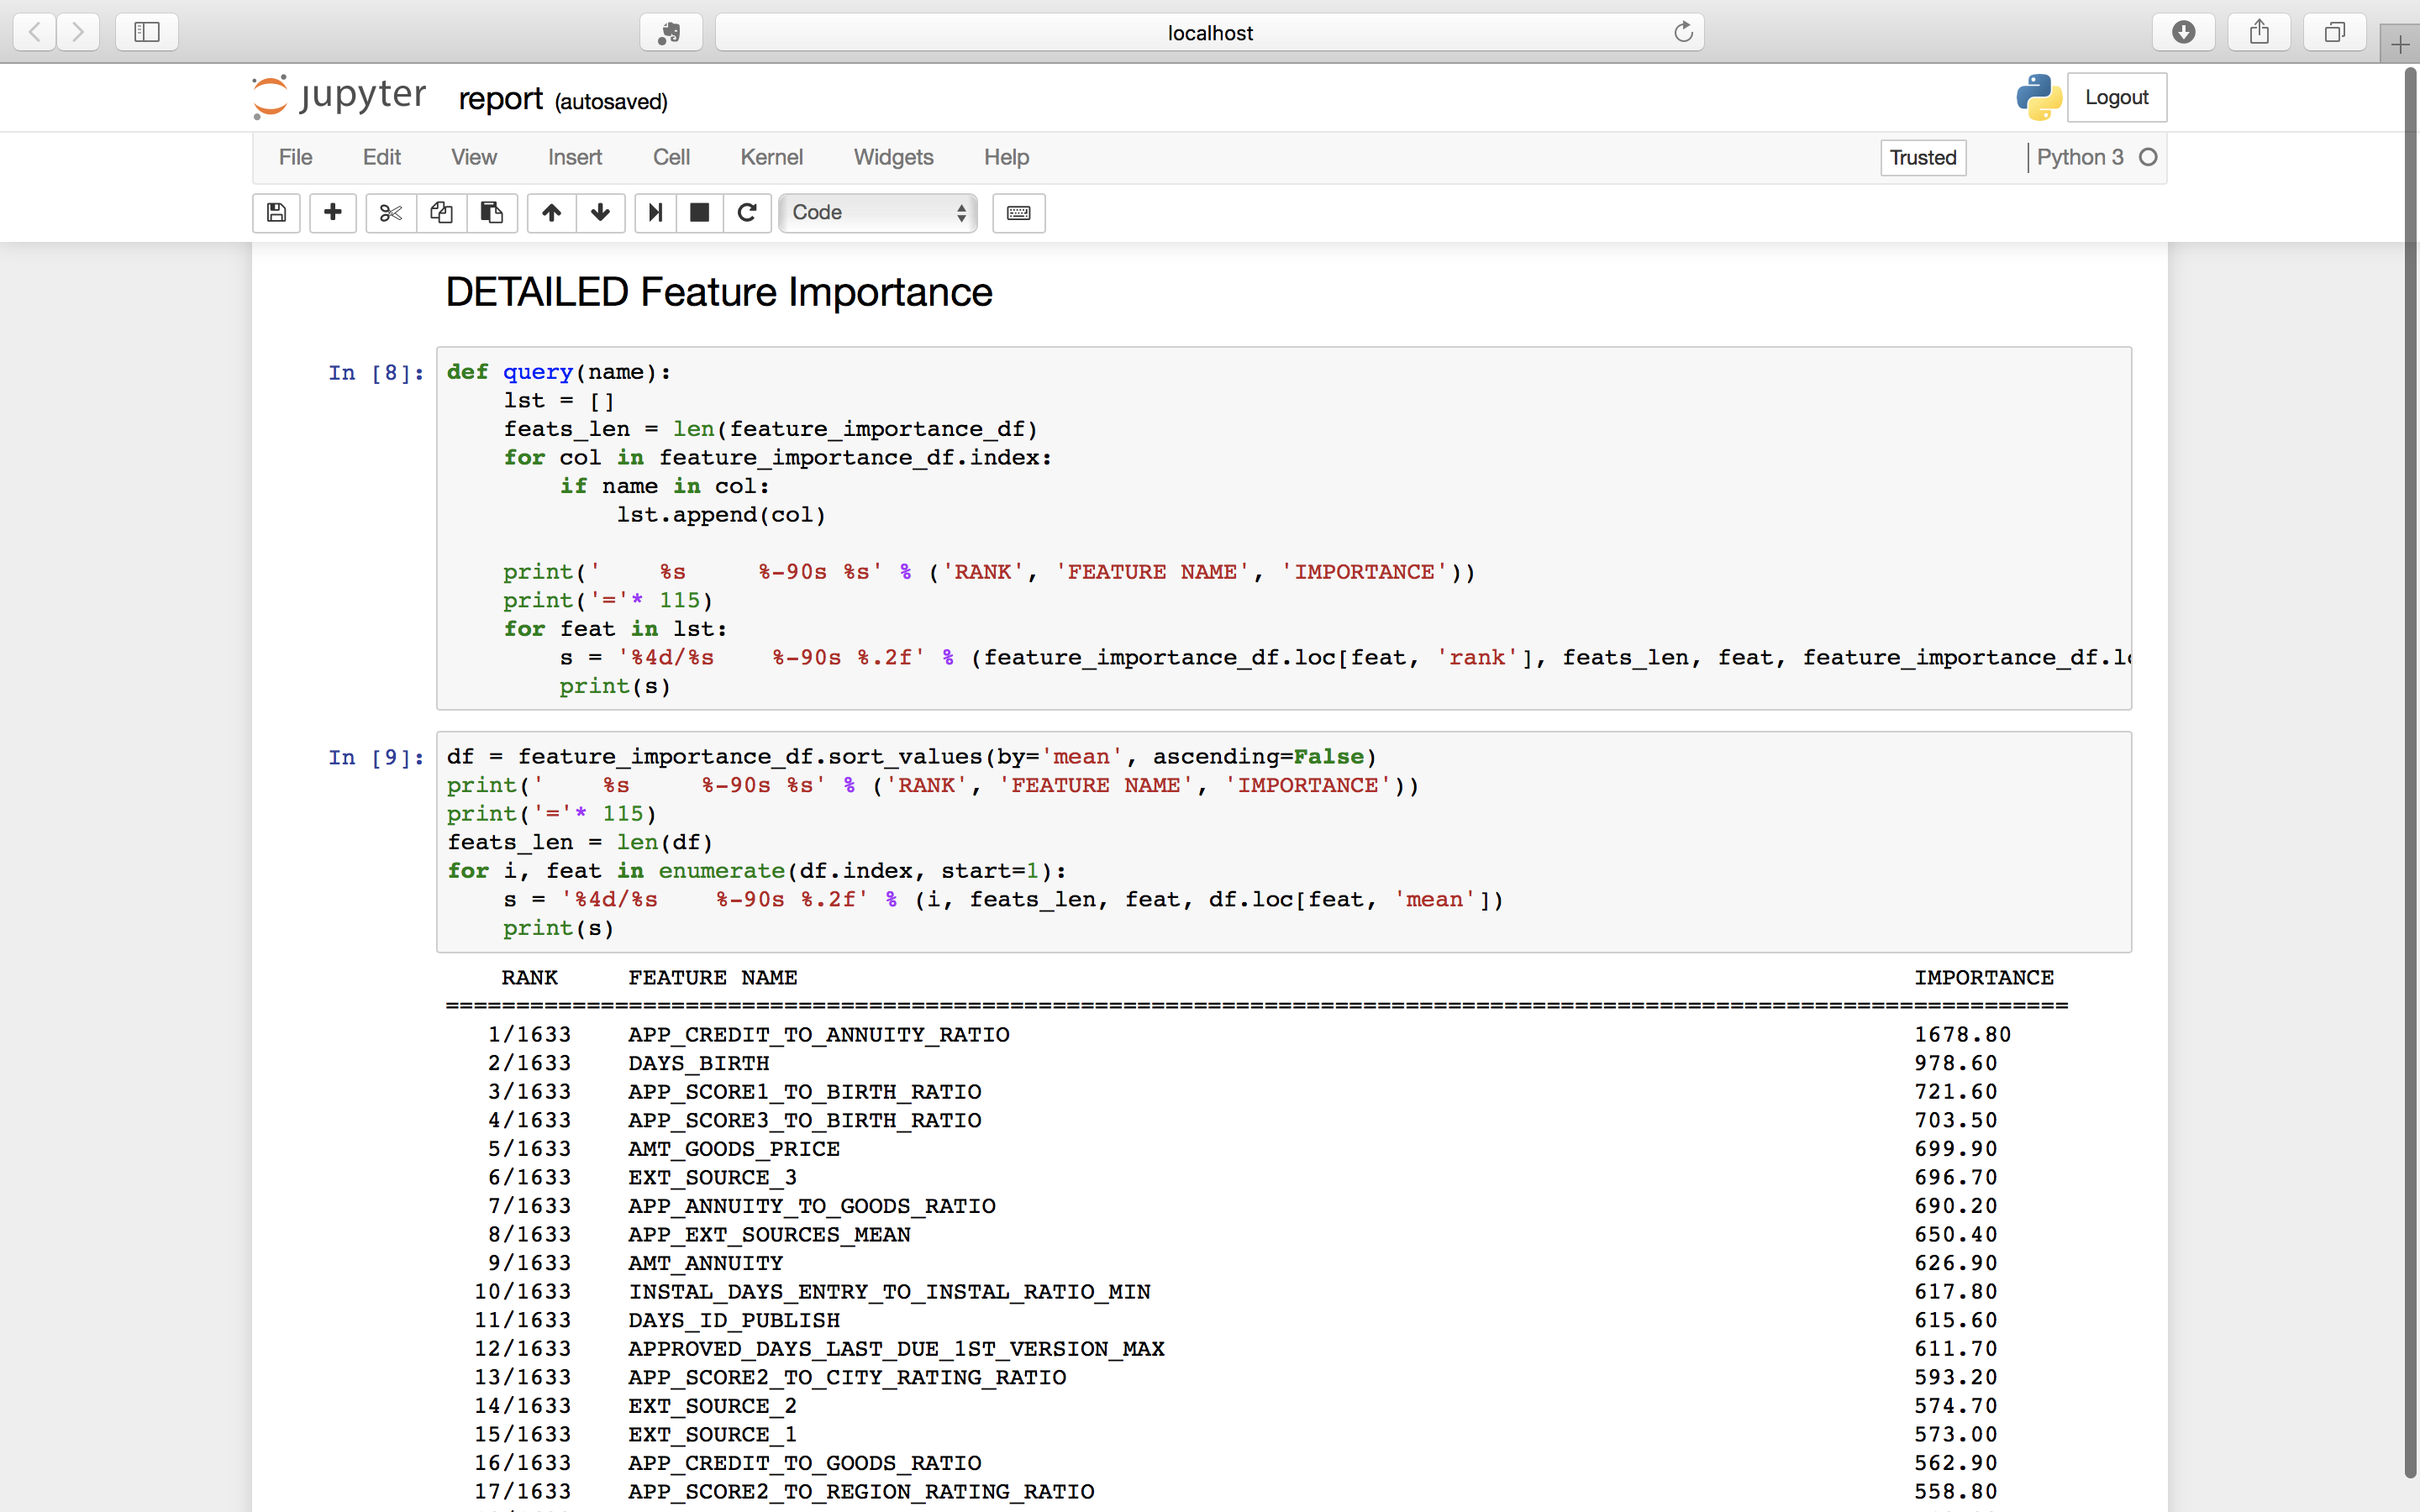 localhost
jupyter report (autosaved) Logout
File Edit View Insert Cell Kernel Widgets Help Trusted Python 3
Code
DETAILED Feature Importance
In [8]: def query(name):
    lst = []
    feats_len = len(feature_importance_df)
    for col in feature_importance_df.index:
        if name in col:
            lst.append(col)
    print('    %s     %-90s %s' % ('RANK', 'FEATURE NAME', 'IMPORTANCE'))
    print('='* 115)
    for feat in lst:
        s = '%4d/%s    %-90s %.2f' % (feature_importance_df.loc[feat, 'rank'], feats_len, feat, feature_importance_df.l
        print(s)
In [9]: df = feature_importance_df.sort_values(by='mean', ascending=False)
print('    %s     %-90s %s' % ('RANK', 'FEATURE NAME', 'IMPORTANCE'))
print('='* 115)
feats_len = len(df)
for i, feat in enumerate(df.index, start=1):
    s = '%4d/%s    %-90s %.2f' % (i, feats_len, feat, df.loc[feat, 'mean'])
    print(s)
RANK FEATURE NAME IMPORTANCE
===================================================================================================================
1/1633 APP_CREDIT_TO_ANNUITY_RATIO 1678.80
2/1633 DAYS_BIRTH 978.60
3/1633 APP_SCORE1_TO_BIRTH_RATIO 721.60
4/1633 APP_SCORE3_TO_BIRTH_RATIO 703.50
5/1633 AMT_GOODS_PRICE 699.90
6/1633 EXT_SOURCE_3 696.70
7/1633 APP_ANNUITY_TO_GOODS_RATIO 690.20
8/1633 APP_EXT_SOURCES_MEAN 650.40
9/1633 AMT_ANNUITY 626.90
10/1633 INSTAL_DAYS_ENTRY_TO_INSTAL_RATIO_MIN 617.80
11/1633 DAYS_ID_PUBLISH 615.60
12/1633 APPROVED_DAYS_LAST_DUE_1ST_VERSION_MAX 611.70
13/1633 APP_SCORE2_TO_CITY_RATING_RATIO 593.20
14/1633 EXT_SOURCE_2 574.70
15/1633 EXT_SOURCE_1 573.00
16/1633 APP_CREDIT_TO_GOODS_RATIO 562.90
17/1633 APP_SCORE2_TO_REGION_RATING_RATIO 558.80